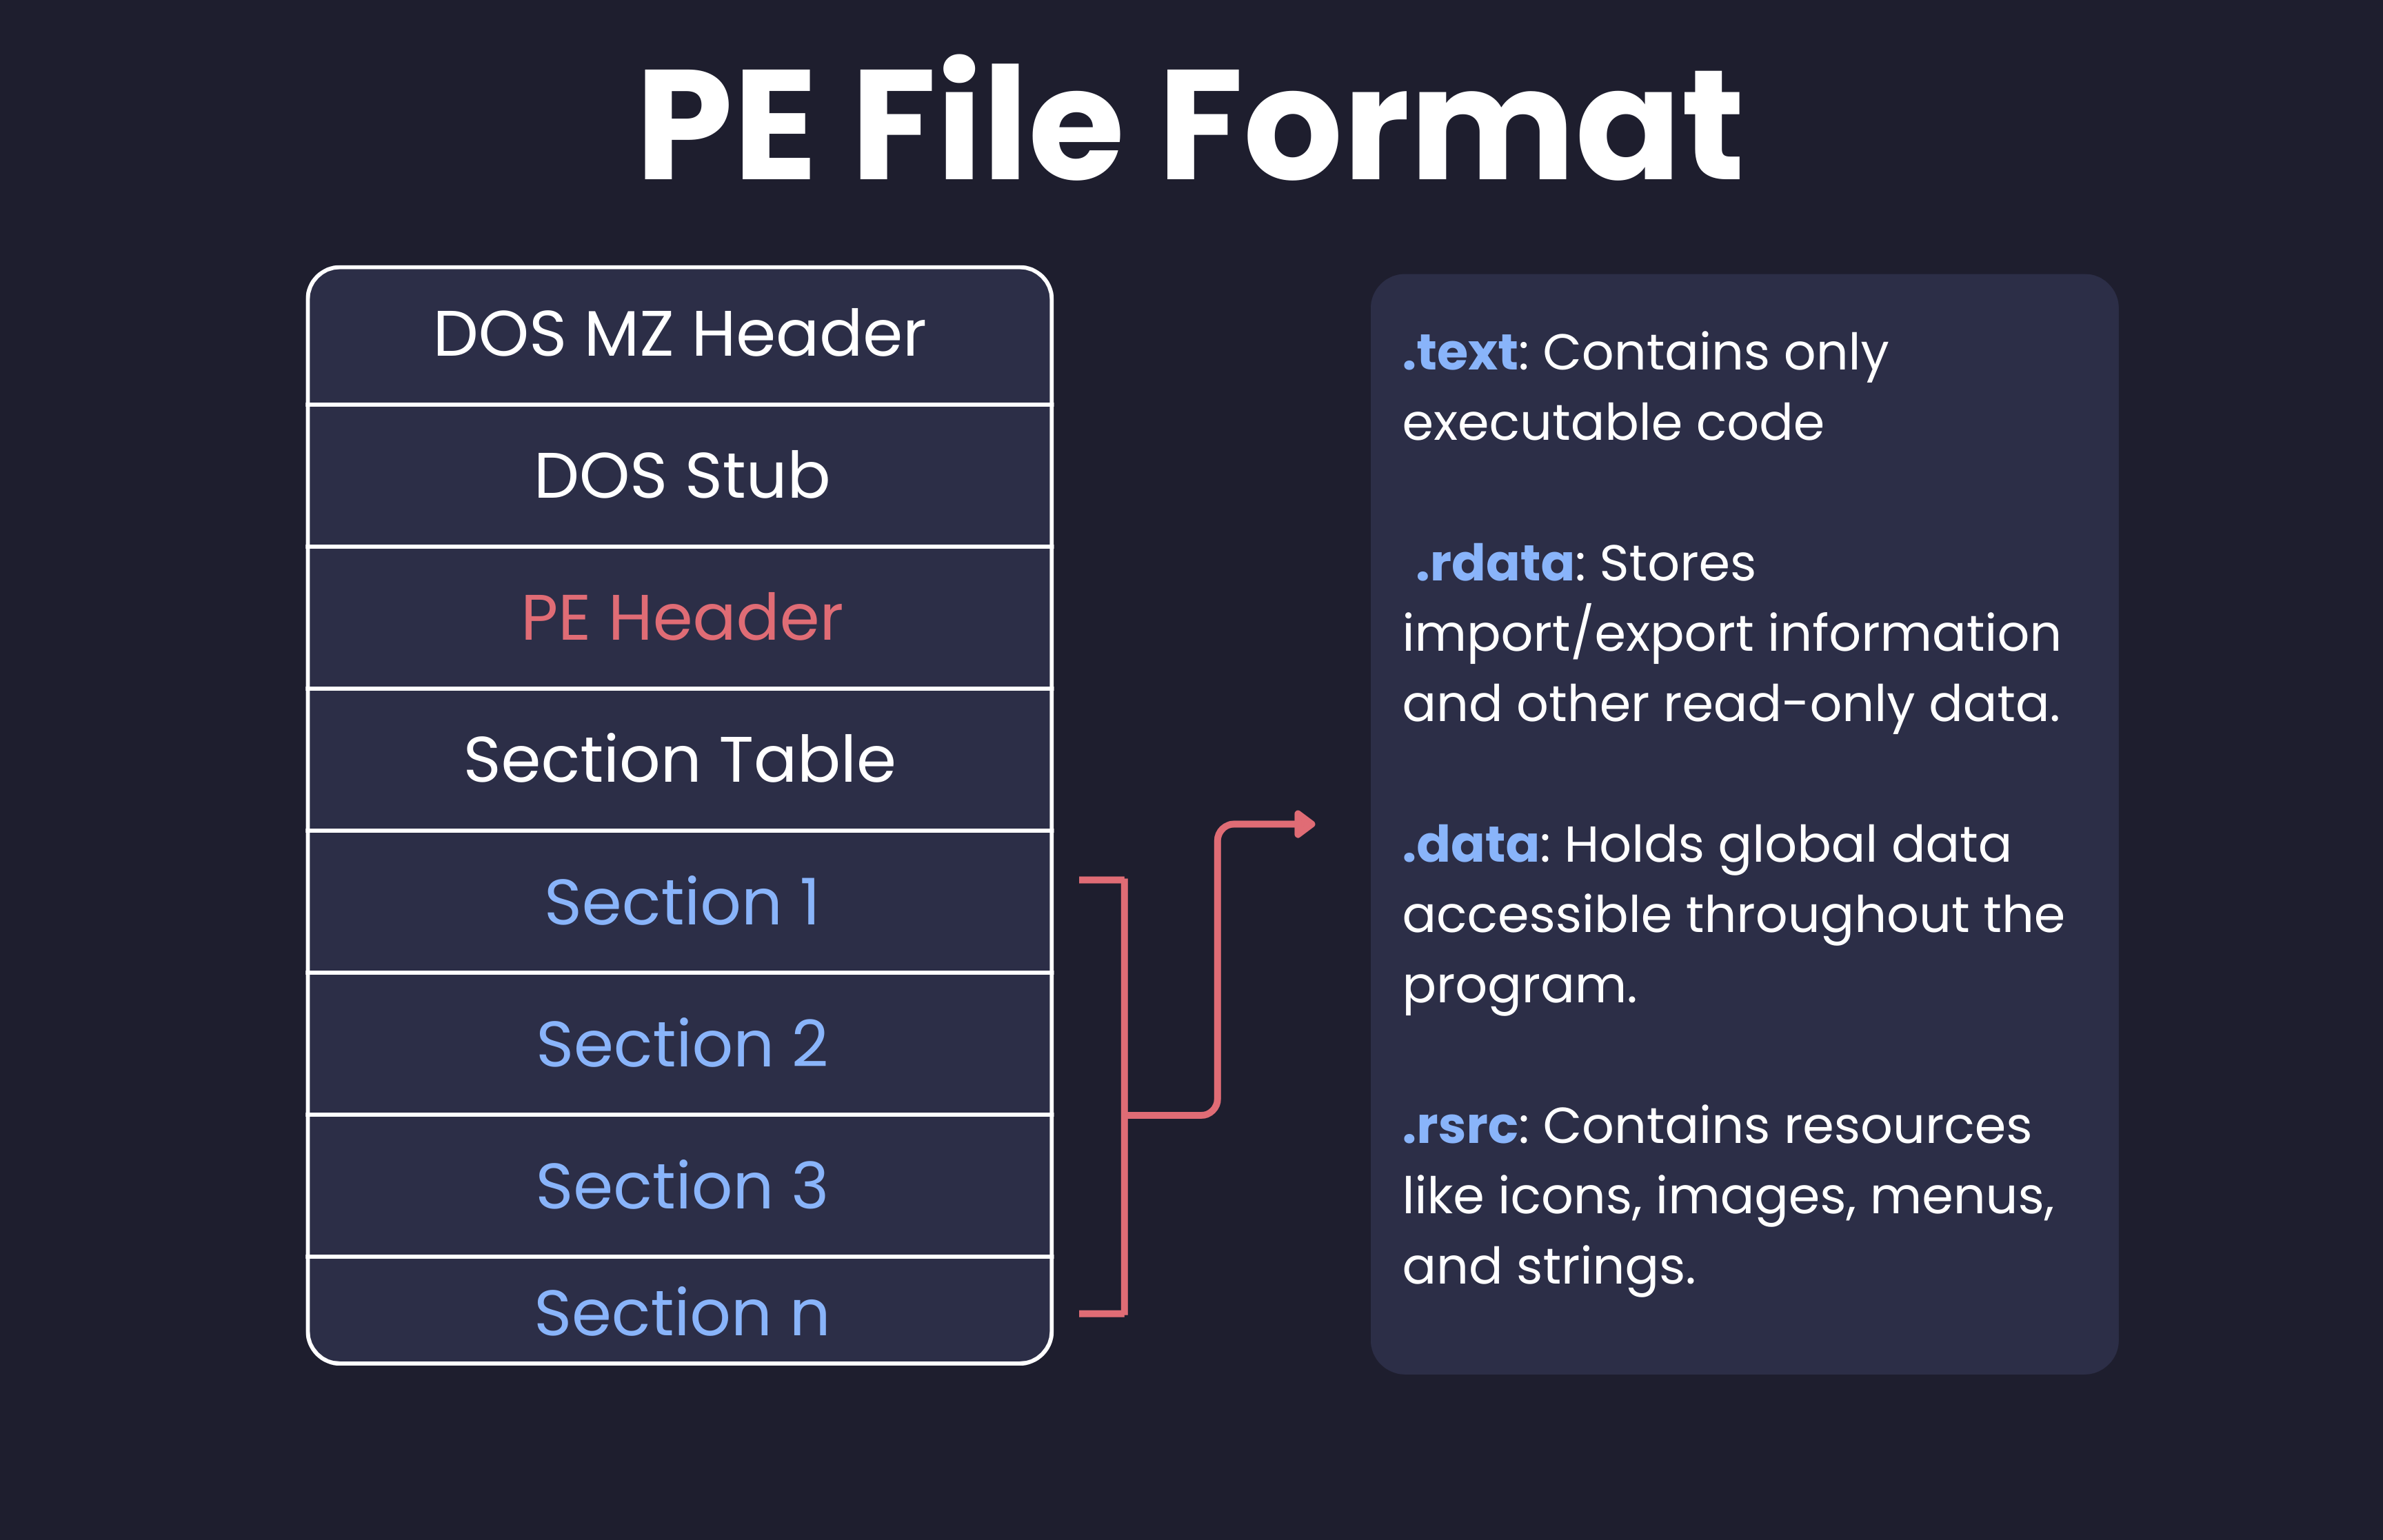 PE File Format
DOS MZ Header
DOS Stub
PE Header
Section Table
Section 1
Section 2
Section 3
Section n
.text: Contains only
executable code
.rdata: Stores
import/export information
and other read-only data.
.data: Holds global data
accessible throughout the
program.
.rsrc: Contains resources
like icons, images, menus,
and strings.